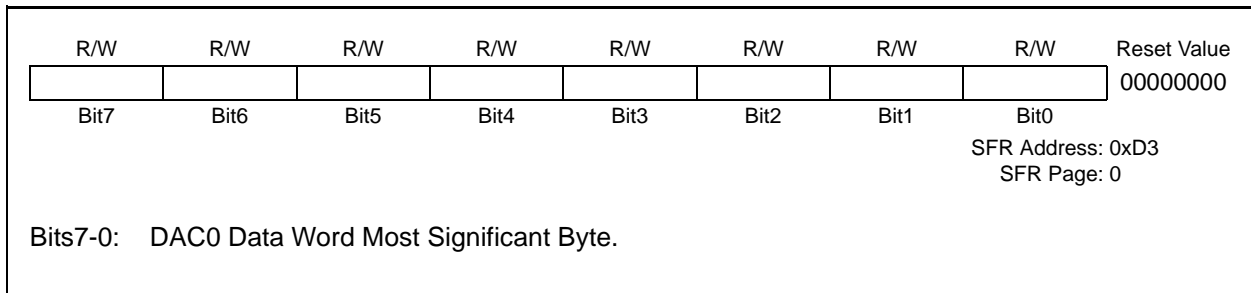 R/W R/W R/W R/W R/W R/W R/W R/W Reset Value
00000000
Bit7 Bit6 Bit5 Bit4 Bit3 Bit2 Bit1 Bit0
SFR Address: 0xD3
SFR Page: 0
Bits7-0: DAC0 Data Word Most Significant Byte.